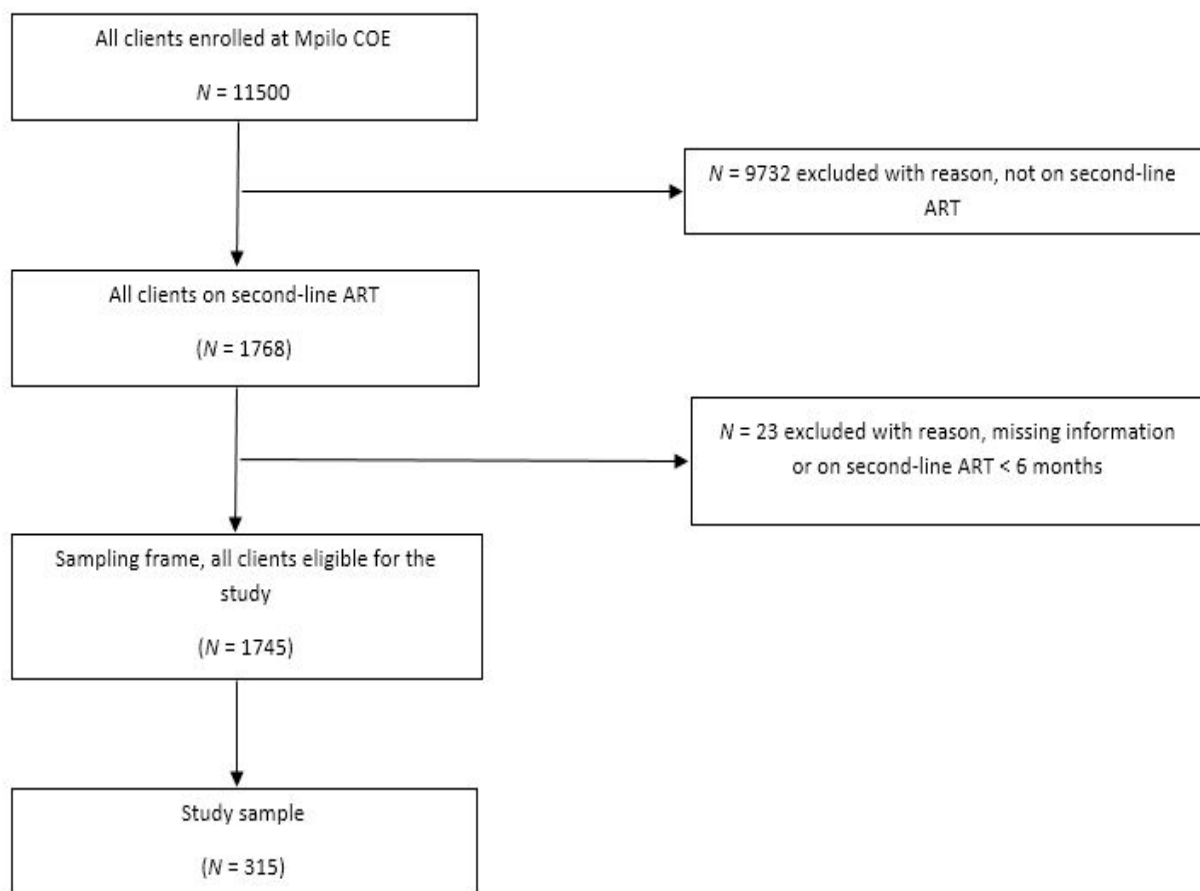 All clients enrolled at Mpilo COE
N = 11500
N = 9732 excluded with reason, not on second-line
ART
All clients on second-line ART
(N = 1768)
N = 23 excluded with reason, missing information
or on second-line ART < 6 months
Sampling frame, all clients eligible for the
study
(N = 1745)
Study sample
(N = 315)